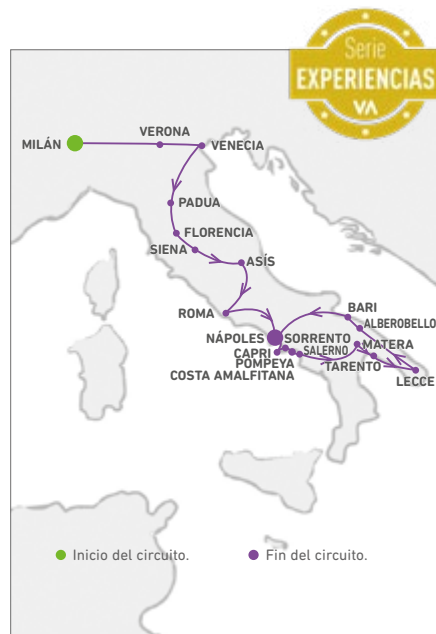 Serie
EXPERIENCIAS
VA
MILÁN
VERONA
VENECIA
PADUA
FLORENCIA
SIENA
ASÍS
ROMA
BARI
ALBEROBELLO
NÁPOLES
SORRENTO
MATERA
CAPRI
SALERNO
POMPEYA
TARENTO
COSTA AMALFITANA
LECCE
Inicio del circuito.
Fin del circuito.